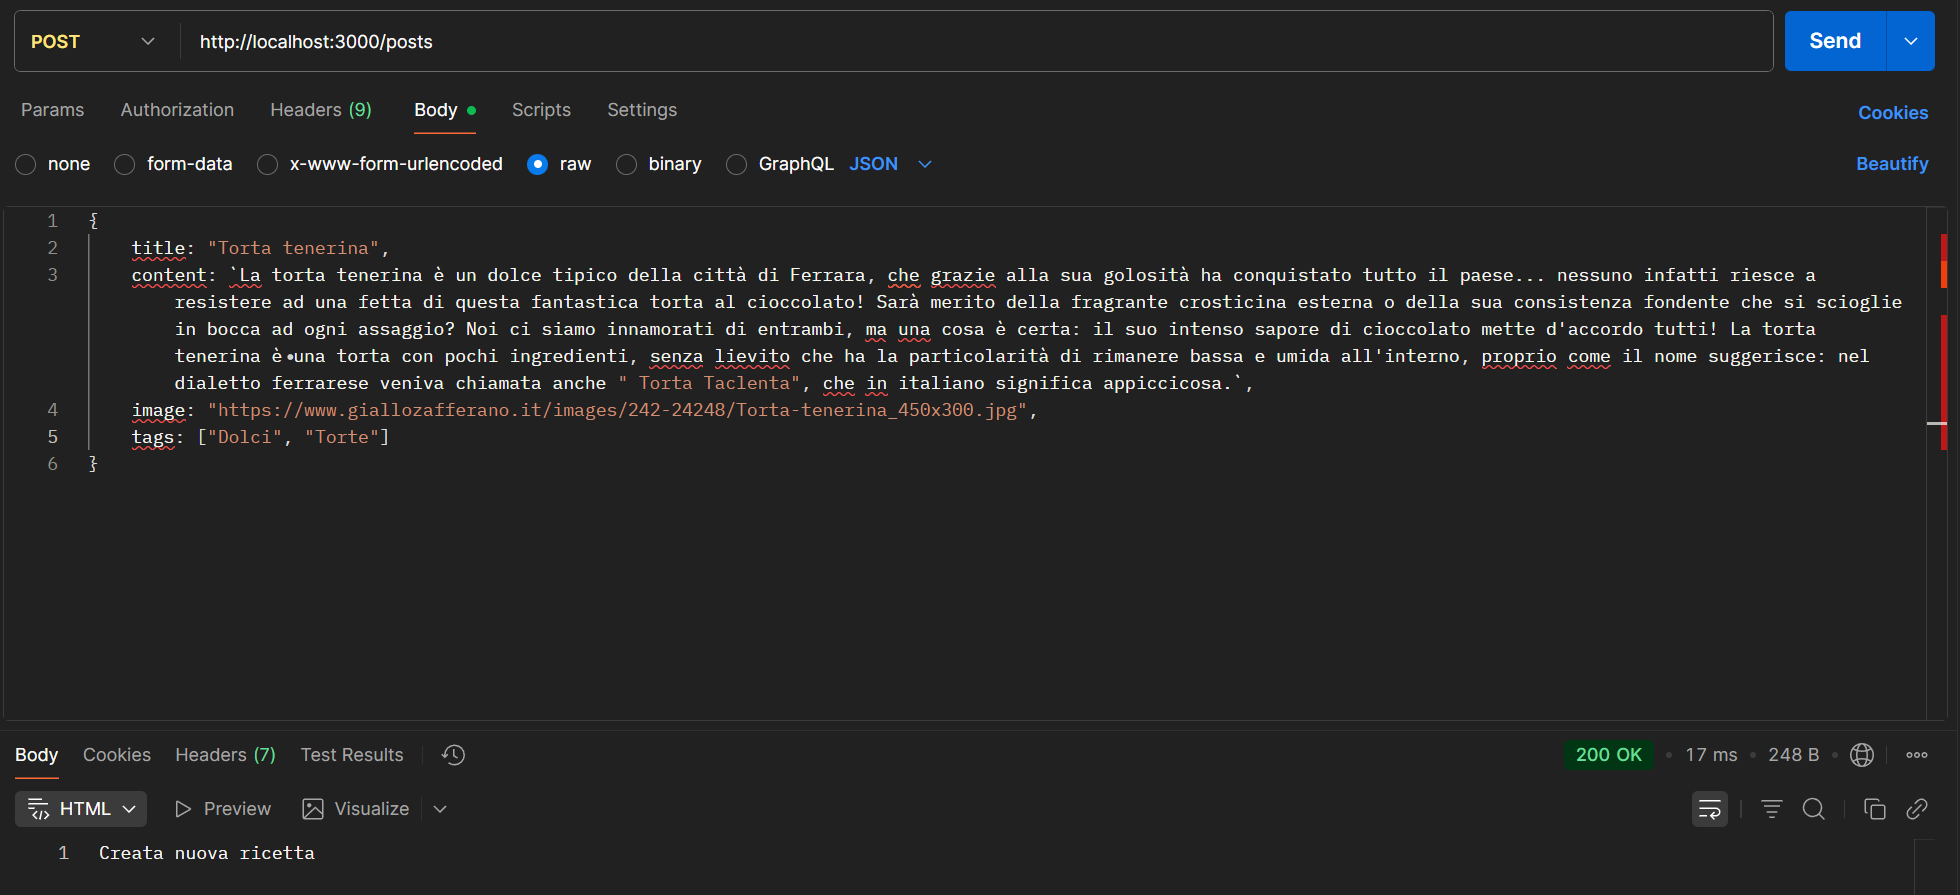 POST http://localhost:3000/posts Send
Params Authorization Headers (9) Body Scripts Settings Cookies
none form-data x-www-form-urlencoded raw binary GraphQL JSON Beautify
1 {
2 title: "Torta tenerina",
3 content: `La torta tenerina è un dolce tipico della città di Ferrara, che grazie alla sua golosità ha conquistato tutto il paese... nessuno infatti riesce a
resistere ad una fetta di questa fantastica torta al cioccolato! Sarà merito della fragrante crosticina esterna o della sua consistenza fondente che si scioglie
in bocca ad ogni assaggio? Noi ci siamo innamorati di entrambi, ma una cosa è certa: il suo intenso sapore di cioccolato mette d'accordo tutti! La torta
tenerina è una torta con pochi ingredienti, senza lievito che ha la particolarità di rimanere bassa e umida all'interno, proprio come il nome suggerisce: nel
dialetto ferrarese veniva chiamata anche " Torta Taclenta", che in italiano significa appiccicosa.`,
4 image: "https://www.giallozafferano.it/images/242-24248/Torta-tenerina_450x300.jpg",
5 tags: ["Dolci", "Torte"]
6 }
Body Cookies Headers (7) Test Results 200 OK • 17 ms • 248 B •
HTML Preview Visualize
1 Creata nuova ricetta